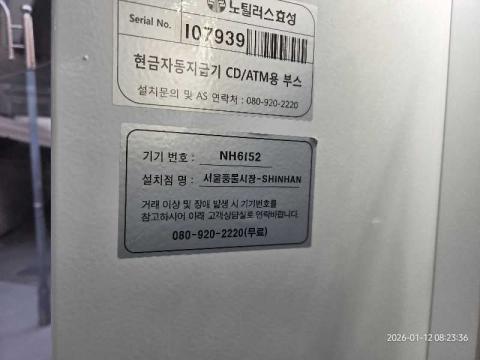 노틸러스효성
Serial No. 107939
현금자동지급기 CD/ATM용 부스
설치문의 및 AS 연락처 : 080-920-2220
기기 번호 : NH6152
설치점 명 : 서울풍물시장-SHINHAN
거래 이상 및 장애 발생 시 기기번호를
참고하시어 아래 고객상담실로 연락바랍니다.
080-920-2220(무료)
2026-01-12 08:23:36